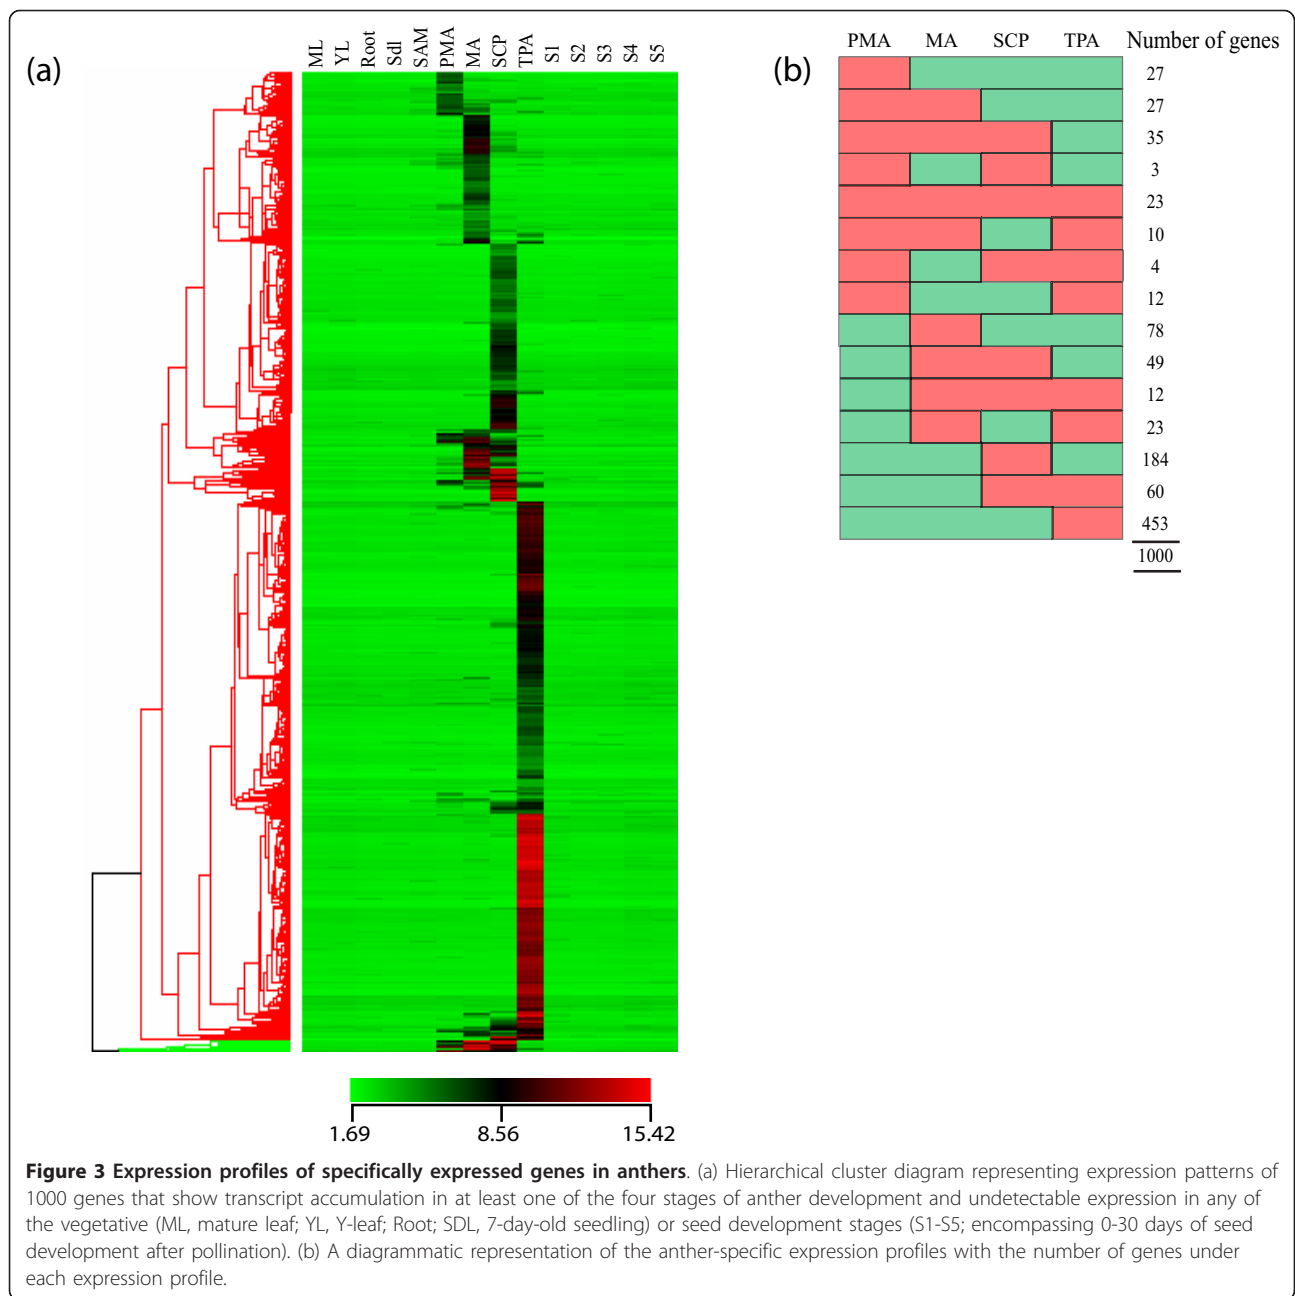 (a)
ML
YL
Root
Sdl
SAM
PMA
MA
SCP
TPA
S1
S2
S3
S4
S5
1.69 8.56 15.42
(b)
PMA MA SCP TPA Number of genes
27
27
35
3
23
10
4
12
78
49
12
23
184
60
453
1000
Figure 3 Expression profiles of specifically expressed genes in anthers. (a) Hierarchical cluster diagram representing expression patterns of
1000 genes that show transcript accumulation in at least one of the four stages of anther development and undetectable expression in any of
the vegetative (ML, mature leaf; YL, Y-leaf; Root; SDL, 7-day-old seedling) or seed development stages (S1-S5; encompassing 0-30 days of seed
development after pollination). (b) A diagrammatic representation of the anther-specific expression profiles with the number of genes under
each expression profile.